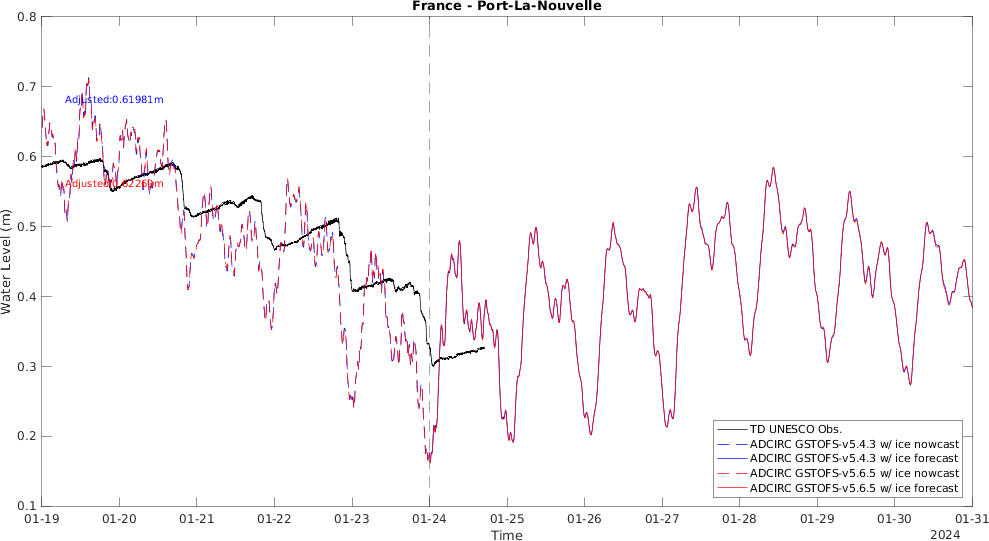 France - Port-La-Nouvelle
Water Level (m)
0.8
0.7
0.6
0.5
0.4
0.3
0.2
0.1
Adjusted:0.61981m
TD UNESCO Obs.
ADCIRC GSTOFS-v5.4.3 w/ ice nowcast
ADCIRC GSTOFS-v5.4.3 w/ ice forecast
ADCIRC GSTOFS-v5.6.5 w/ ice nowcast
ADCIRC GSTOFS-v5.6.5 w/ ice forecast
01-19 01-20 01-21 01-22 01-23 01-24 01-25 01-26 01-27 01-28 01-29 01-30 01-31
Time
2024